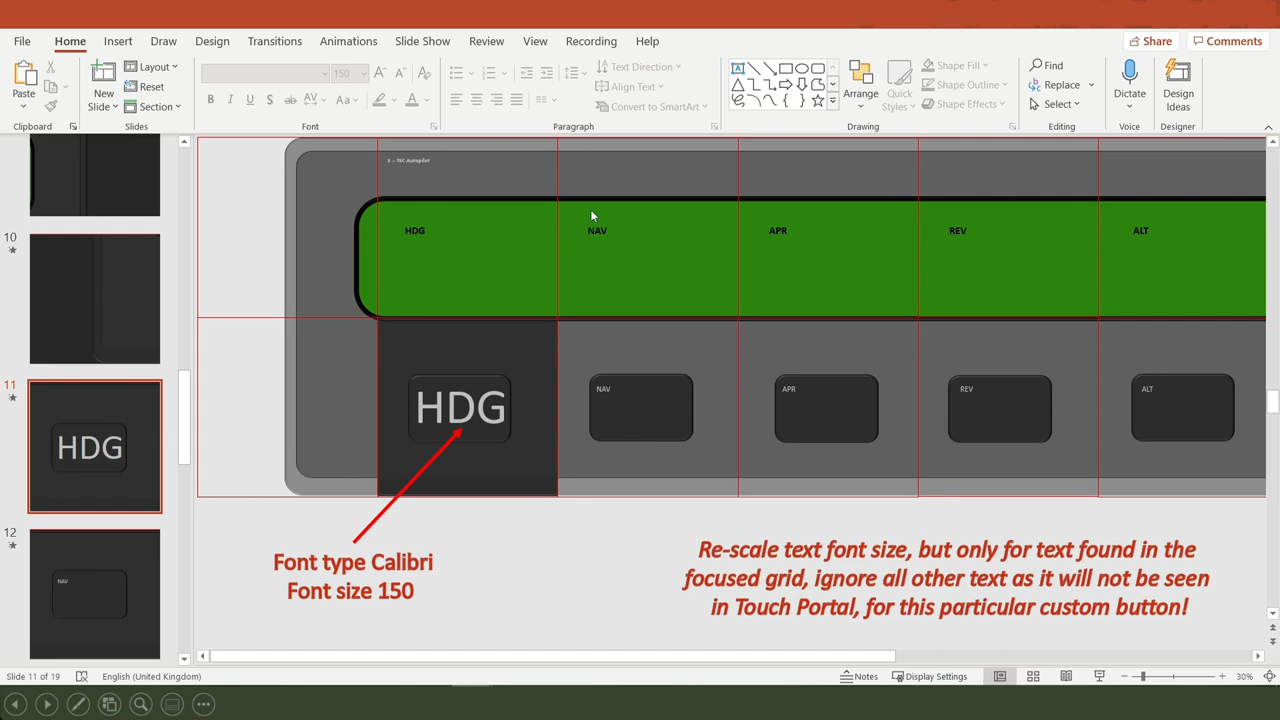 File Home Insert Draw Design Transitions Animations Slide Show Review View Recording Help Share Comments
Paste
New Slide
Layout
Reset
Section
150
Text Direction
Align Text
Convert to SmartArt
Arrange
Quick Styles
Shape Fill
Shape Outline
Shape Effects
Find
Replace
Select
Dictate
Design Ideas
Clipboard Slides Font Paragraph Drawing Editing Voice Designer
10
11
HDG
12
NAV
S – TEC Autopilot
HDG NAV APR REV ALT
HDG NAV APR REV ALT
Font type Calibri
Font size 150
Re-scale text font size, but only for text found in the
focused grid, ignore all other text as it will not be seen
in Touch Portal, for this particular custom button!
Slide 11 of 19 English (United Kingdom) Notes Display Settings 30%